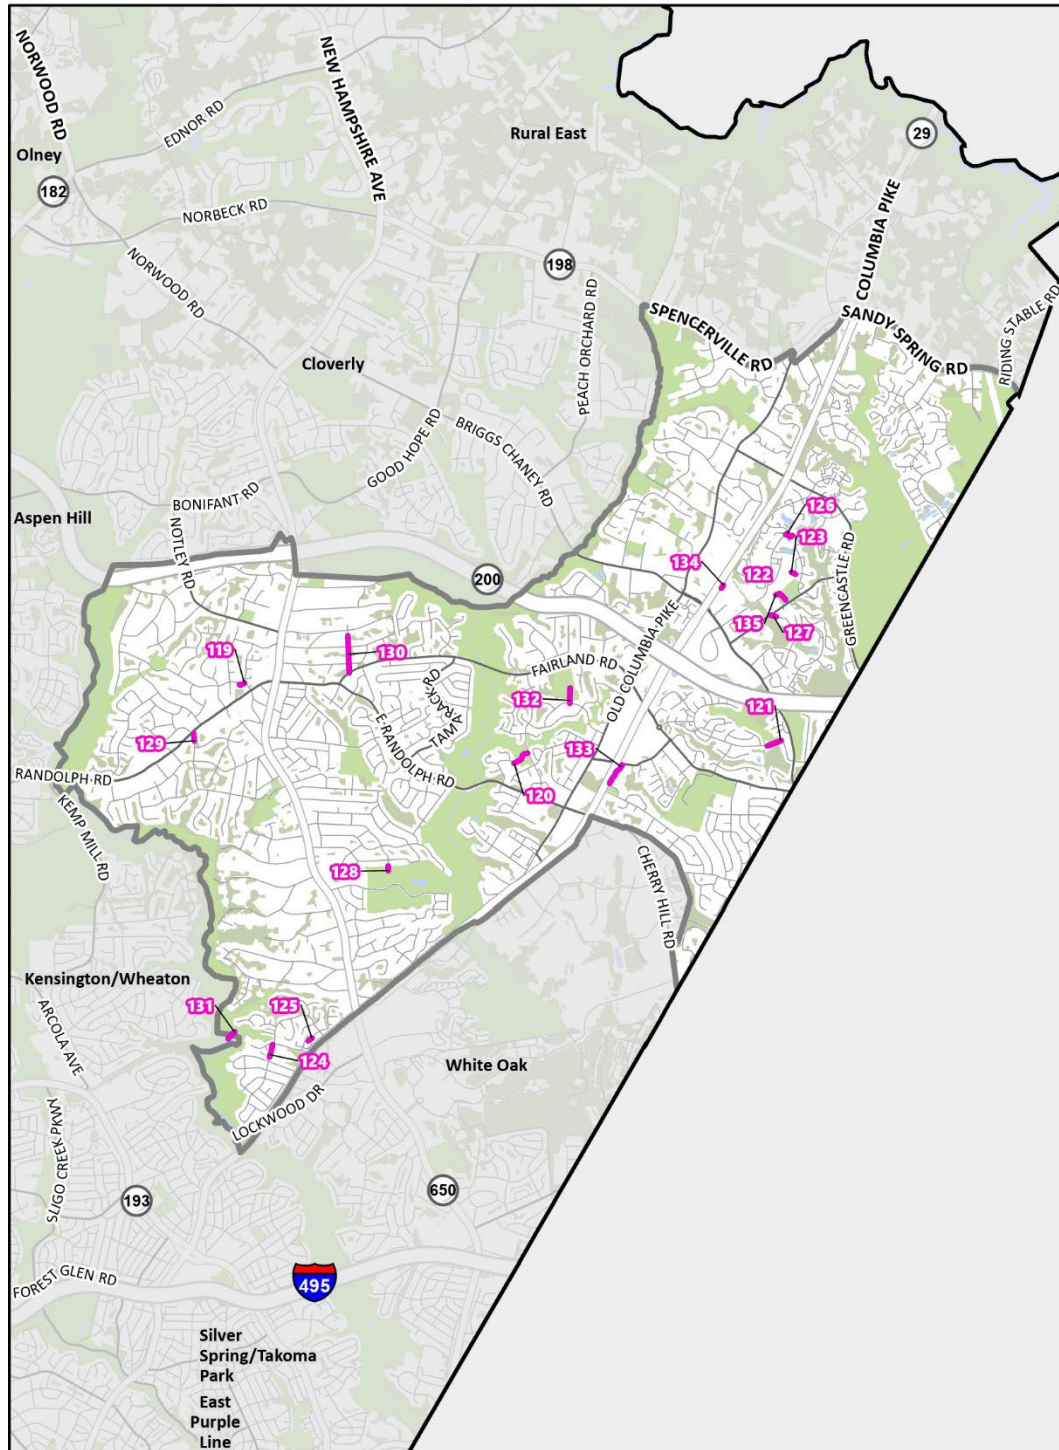 NORWOOD RD
NEW HAMPSHIRE AVE
EDNOR RD
Rural East
29
Olney
182
NORBECK RD
COLUMBIA PIKE
NORWOOD RD
198
PEACH ORCHARD RD
SPENCERVILLE RD
SANDY SPRING RD
RIDING STABLE RD
Cloverly
GOOD HOPE RD
BRIGGS CHANEY RD
BONIFANT RD
Aspen Hill
NOTLEY RD
126
123
134
122
200
GREENCASTLE RD
135
127
OLD COLUMBIA PIKE
119
130
FAIRLAND RD
TAMARACK RD
132
121
129
E RANDOLPH RD
133
RANDOLPH RD
120
KEMP MILL RD
128
CHERRY HILL RD
Kensington/Wheaton
131
125
ARCOLA AVE
124
White Oak
LOCKWOOD DR
SLIGO CREEK PKWY
193
650
FOREST GLEN RD
495
Silver
Spring/Takoma
Park
East
Purple
Line